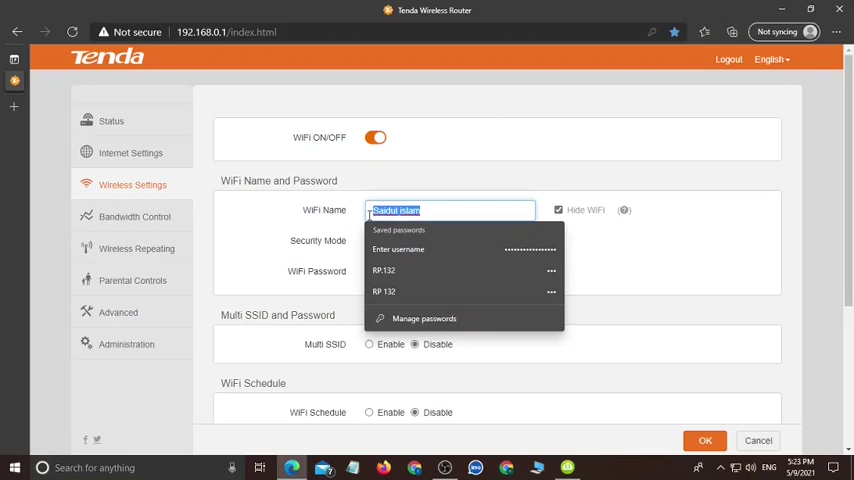 Tenda Wireless Router
Not secure
192.168.0.1/index.html
Not syncing
Tenda
Logout
English
Status
WiFi ON/OFF
Internet Settings
WiFi Name and Password
Wireless Settings
WiFi Name
Saidul islam
Hide WiFi
Bandwidth Control
Saved passwords
Security Mode
Enter username
••••••••••••••••
Wireless Repeating
WiFi Password
RP.132
•••
Parental Controls
RP 132
•••
Advanced
Multi SSID and Password
Manage passwords
Administration
Multi SSID
Enable
Disable
WiFi Schedule
WiFi Schedule
Enable
Disable
OK
Cancel
Search for anything
7
imo
ENG
5:23 PM
5/9/2021